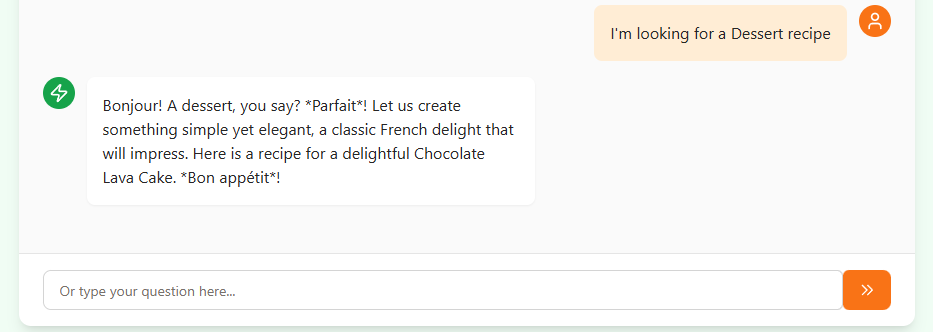 I'm looking for a Dessert recipe
Bonjour! A dessert, you say? *Parfait*! Let us create
something simple yet elegant, a classic French delight that
will impress. Here is a recipe for a delightful Chocolate
Lava Cake. *Bon appétit*!
Or type your question here...